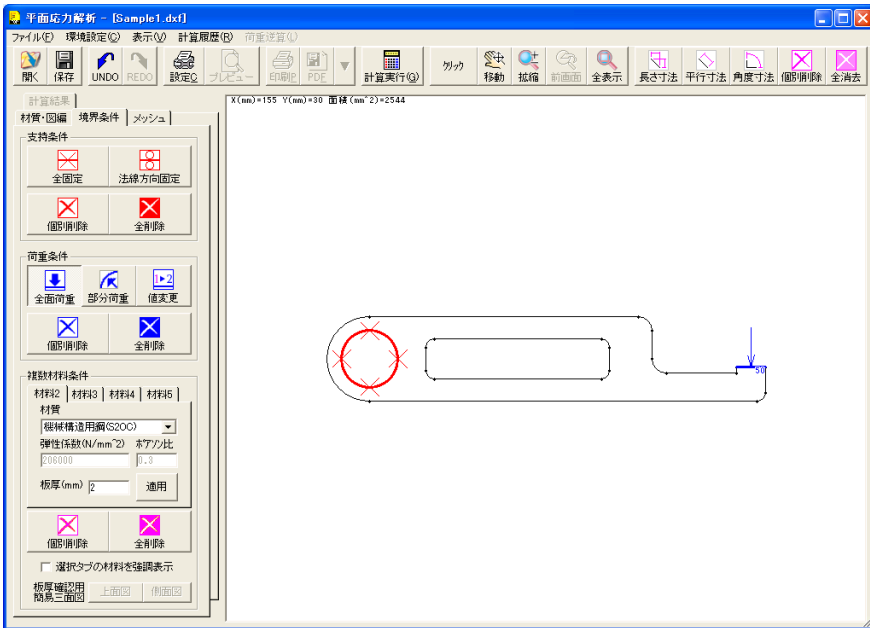 平面応力解析 - [Sample1.dxf]
ファイル(F) 環境設定(C) 表示(V) 計算履歴(R) 荷重逆算(L)
開く 保存 UNDO REDO 設定C プレビュー 印刷P PDF 計算実行(G) クリック 移動 拡縮 前画面 全表示 長さ寸法 平行寸法 角度寸法 個別削除 全消去
計算結果
材質・図編 境界条件 メッシュ
X(mm)=155 Y(mm)=30 面積(mm^2)=2544
支持条件
全固定 法線方向固定
個別削除 全削除
荷重条件
1 2
全面荷重 部分荷重 値変更
個別削除 全削除
50
複数材料条件
材料2 材料3 材料4 材料5
材質
機械構造用鋼(S20C)
弾性係数(N/mm^2) ポアソン比
206000 0.3
板厚(mm) 2 適用
個別削除 全削除
選択タブの材料を強調表示
板厚確認用
簡易三面図 上面図 側面図